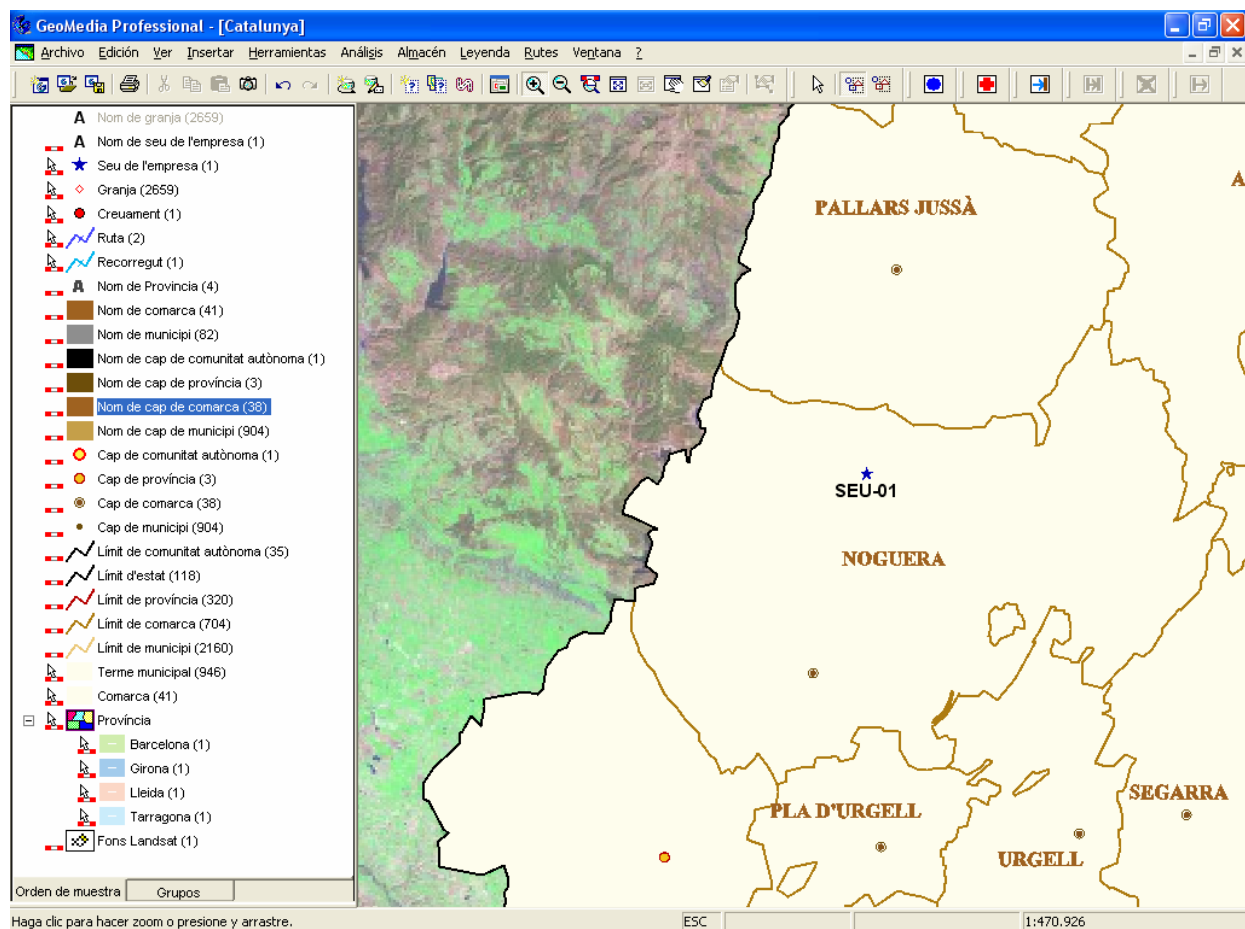 GeoMedia Professional - [Catalunya]
Archivo Edición Ver Insertar Herramientas Análisis Almacén Leyenda Rutes Ventana ?
Nom de granja (2659)
Nom de seu de l'empresa (1)
Seu de l'empresa (1)
Granja (2659)
Creuament (1)
Ruta (2)
Recorregut (1)
Nom de Provincia (4)
Nom de comarca (41)
Nom de municipi (82)
Nom de cap de comunitat autònoma (1)
Nom de cap de província (3)
Nom de cap de comarca (38)
Nom de cap de municipi (904)
Cap de comunitat autònoma (1)
Cap de província (3)
Cap de comarca (38)
Cap de municipi (904)
Límit de comunitat autònoma (35)
Límit d'estat (118)
Límit de província (320)
Límit de comarca (704)
Límit de municipi (2160)
Terme municipal (946)
Comarca (41)
Província
Barcelona (1)
Girona (1)
Lleida (1)
Tarragona (1)
Fons Landsat (1)
Orden de muestra Grupos
PALLARS JUSSÀ
A
SEU-01
NOGUERA
PLA D'URGELL
SEGARRA
URGELL
Haga clic para hacer zoom o presione y arrastre. ESC 1:470.926